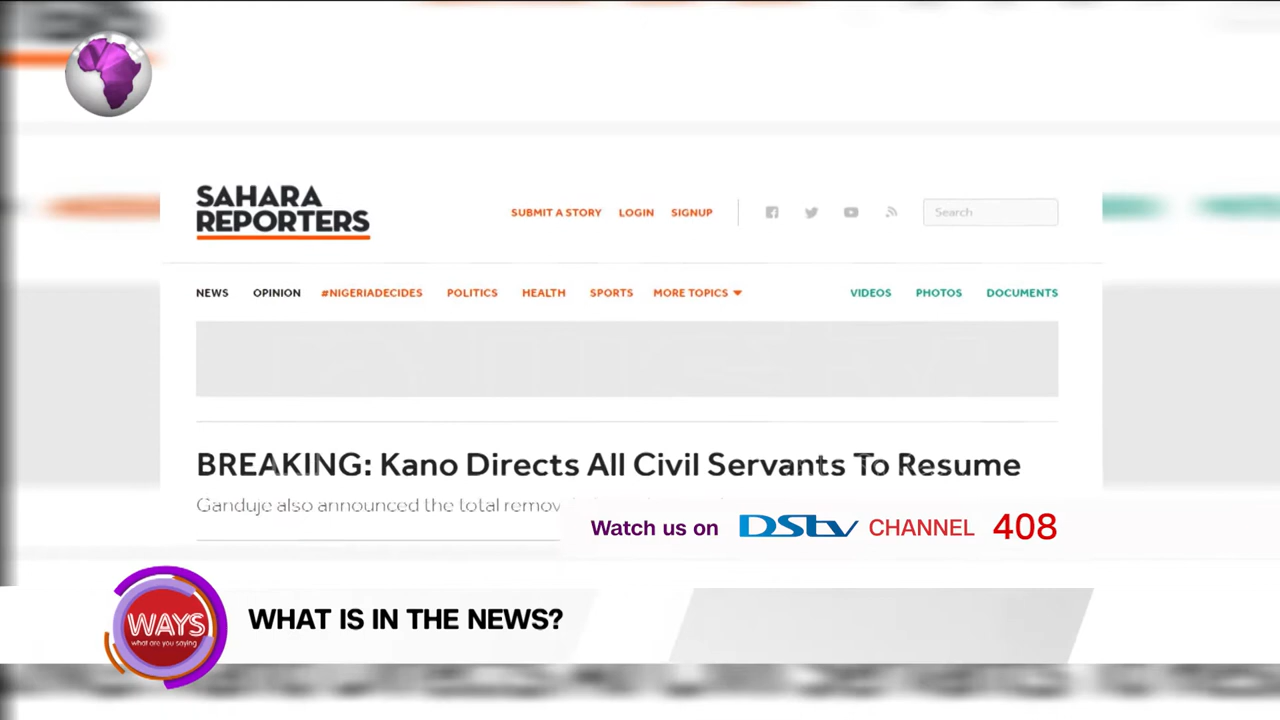 SAHARA
REPORTERS
SUBMIT A STORY LOGIN SIGNUP Search
NEWS OPINION #NIGERIADECIDES POLITICS HEALTH SPORTS MORE TOPICS VIDEOS PHOTOS DOCUMENTS
BREAKING: Kano Directs All Civil Servants To Resume
Ganduje also announced the total
Watch us on DStv CHANNEL 408
WAYS
what are you saying
WHAT IS IN THE NEWS?